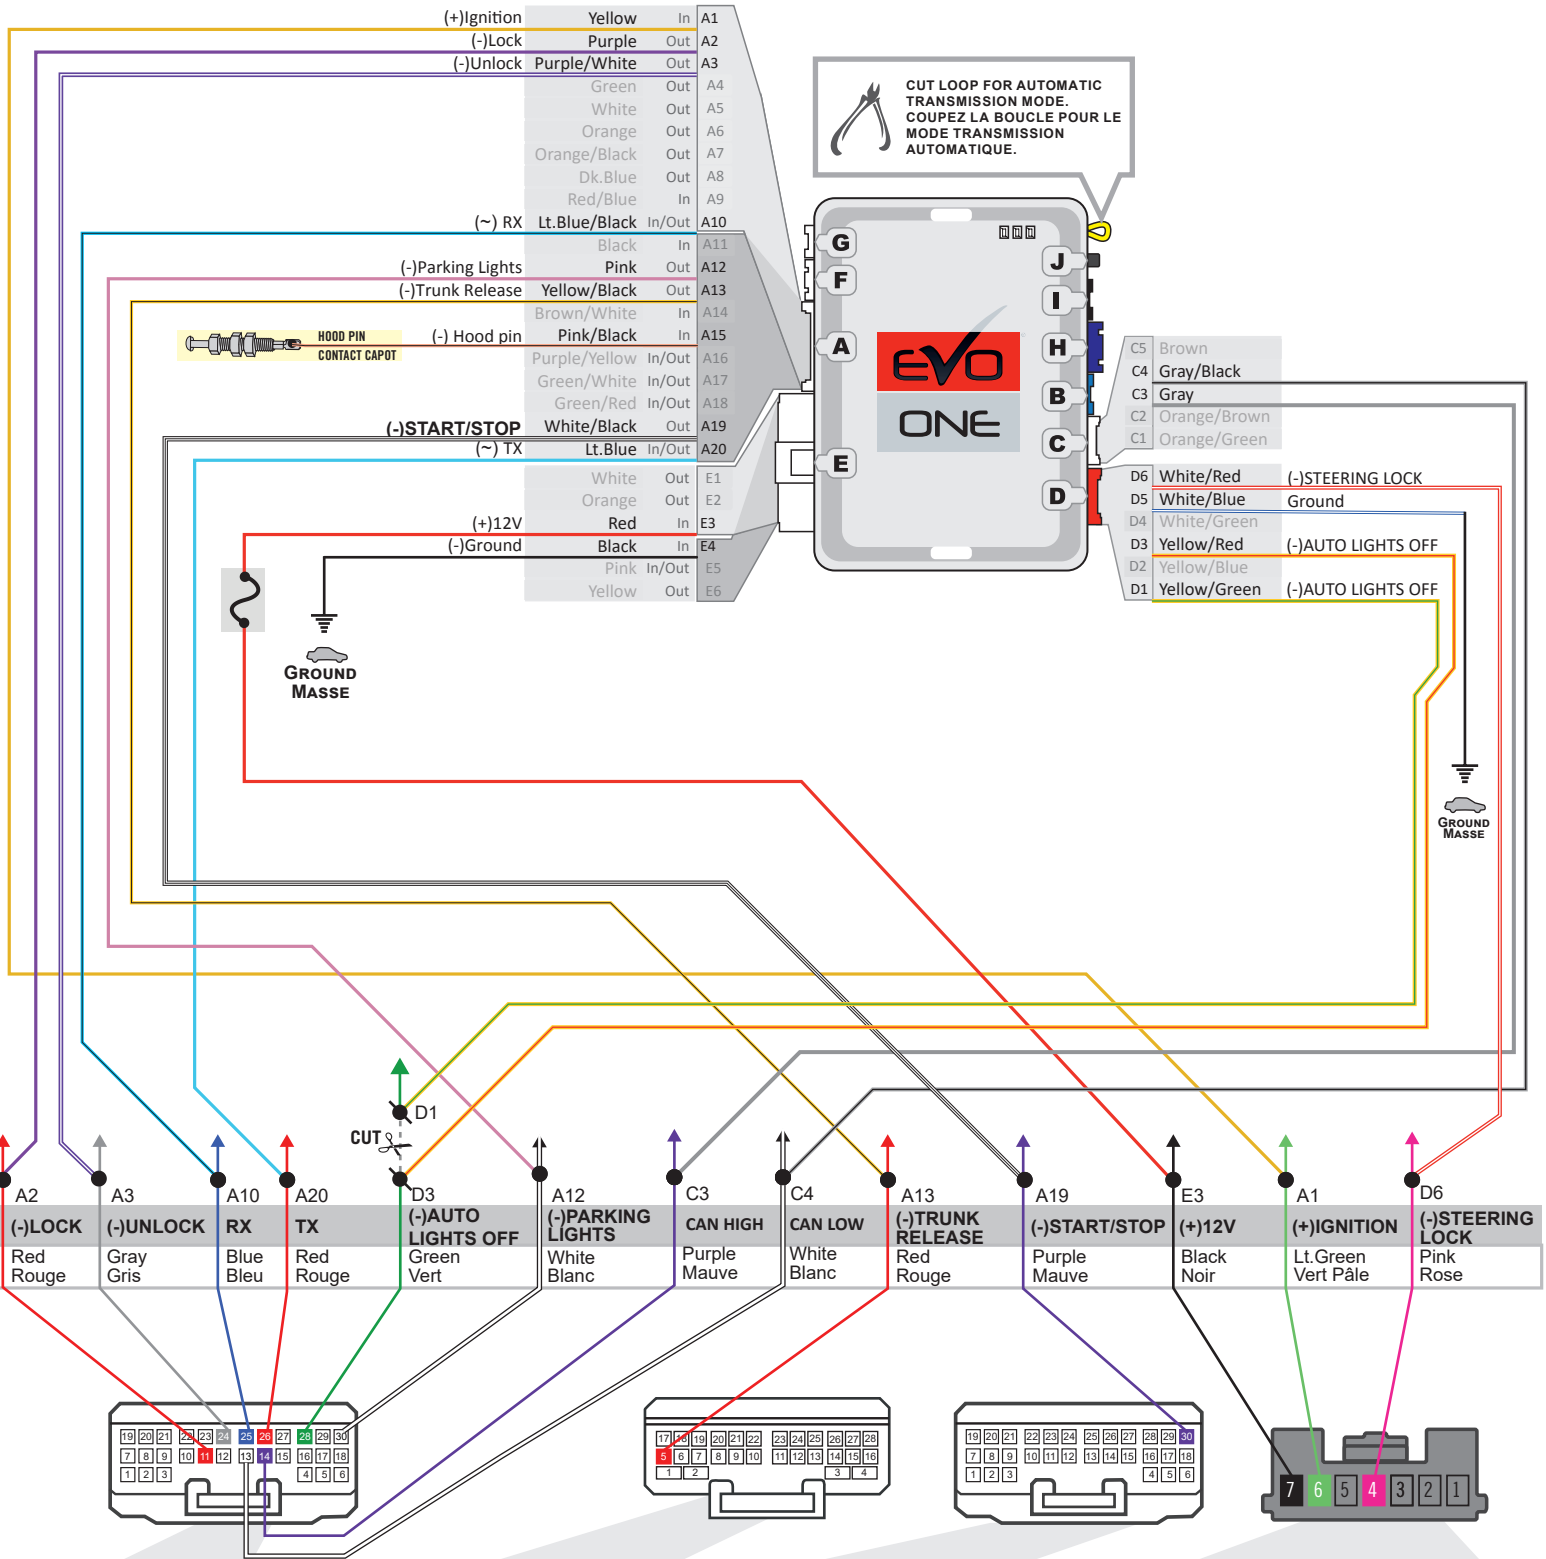 (+)Ignition Yellow In A1
(-)Lock Purple Out A2
(-)Unlock Purple/White Out A3
Green Out A4
White Out A5
Orange Out A6
Orange/Black Out A7
Dk.Blue Out A8
Red/Blue In A9
(~) RX Lt.Blue/Black In/Out A10
Black In A11
(-)Parking Lights Pink Out A12
(-)Trunk Release Yellow/Black Out A13
Brown/White In A14
(-) Hood pin Pink/Black In A15
Purple/Yellow In/Out A16
Green/White In/Out A17
Green/Red In/Out A18
(-)START/STOP White/Black Out A19
(~) TX Lt.Blue In/Out A20
White Out E1
Orange Out E2
(+)12V Red In E3
(-)Ground Black In E4
Pink In/Out E5
Yellow Out E6
HOOD PIN
CONTACT CAPOT
CUT LOOP FOR AUTOMATIC
TRANSMISSION MODE.
COUPEZ LA BOUCLE POUR LE
MODE TRANSMISSION
AUTOMATIQUE.
G
F
A
E
J
I
H
B
C
D
EVO
ONE
C5 Brown
C4 Gray/Black
C3 Gray
C2 Orange/Brown
C1 Orange/Green
D6 White/Red (-)STEERING LOCK
D5 White/Blue Ground
D4 White/Green
D3 Yellow/Red (-)AUTO LIGHTS OFF
D2 Yellow/Blue
D1 Yellow/Green (-)AUTO LIGHTS OFF
GROUND
MASSE
GROUND
MASSE
D1
CUT
A2 A3 A10 A20 D3 A12 C3 C4 A13 A19 E3 A1 D6
(-)LOCK (-)UNLOCK RX TX (-)AUTO LIGHTS OFF (-)PARKING LIGHTS CAN HIGH CAN LOW (-)TRUNK RELEASE (-)START/STOP (+)12V (+)IGNITION (-)STEERING LOCK
Red Gray Blue Red Green White Purple White Red Purple Black Lt.Green Pink
Rouge Gris Bleu Rouge Vert Blanc Mauve Blanc Rouge Mauve Noir Vert Pâle Rose
19 20 21 22 23 24 25 26 27 28 29 30
7 8 9 10 11 12 13 14 15 16 17 18
1 2 3 4 5 6
17 18 19 20 21 22 23 24 25 26 27 28
5 6 7 8 9 10 11 12 13 14 15 16
1 2 3 4
19 20 21 22 23 24 25 26 27 28 29 30
7 8 9 10 11 12 13 14 15 16 17 18
1 2 3 4 5 6
7 6 5 4 3 2 1